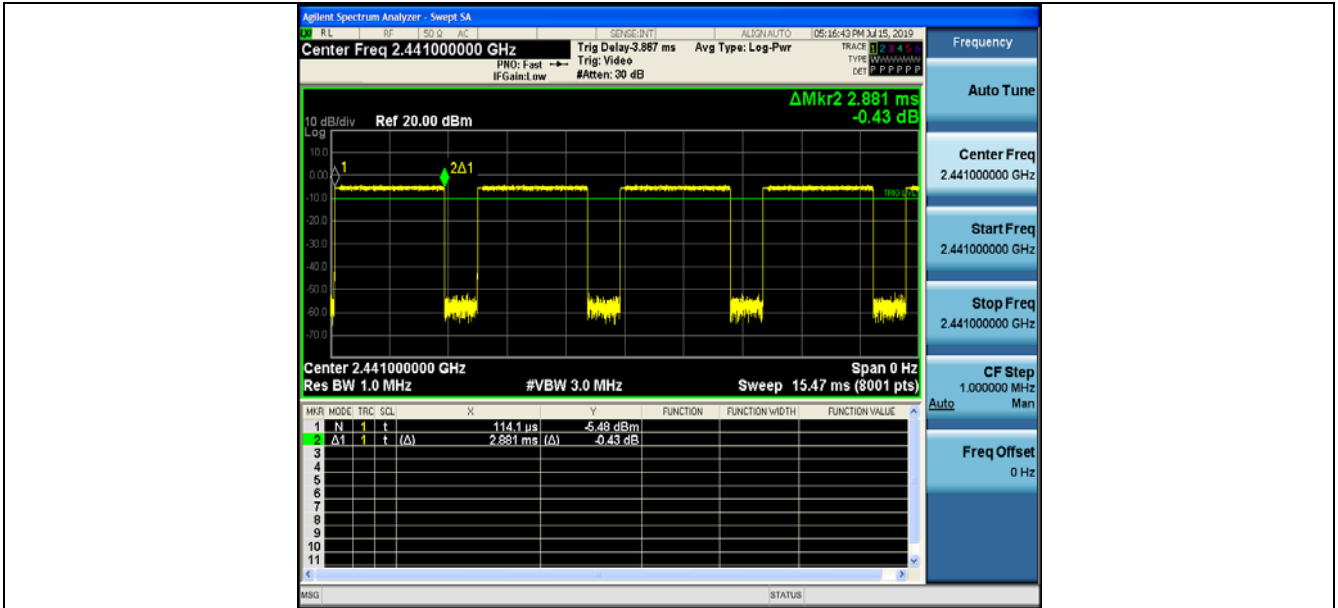 Agilent Spectrum Analyzer - Swept SA
RL RF 50 Ω AC SENSE:INT ALIGN AUTO 05:16:43 PM Jul 15, 2019
Center Freq 2.441000000 GHz
PNO: Fast
IFGain:Low
Trig Delay-3.867 ms
Trig: Video
#Atten: 30 dB
Avg Type: Log-Pwr
TRACE 1 2 3 4 5 6
TYPE WWWWWW
DET P P P P P P
ΔMkr2 2.881 ms
-0.43 dB
10 dB/div Ref 20.00 dBm
Log
10.0
0.00
-10.0
-20.0
-30.0
-40.0
-50.0
-60.0
-70.0
1
2Δ1
TRIG LVL
Center 2.441000000 GHz Span 0 Hz
Res BW 1.0 MHz #VBW 3.0 MHz Sweep 15.47 ms (8001 pts)
MKR MODE TRC SCL X Y FUNCTION FUNCTION WIDTH FUNCTION VALUE
1 N 1 t 114.1 µs -5.48 dBm
2 Δ1 1 t (Δ) 2.881 ms (Δ) -0.43 dB
3
4
5
6
7
8
9
10
11
MSG STATUS
Frequency
Auto Tune
Center Freq
2.441000000 GHz
Start Freq
2.441000000 GHz
Stop Freq
2.441000000 GHz
CF Step
1.000000 MHz
Auto Man
Freq Offset
0 Hz